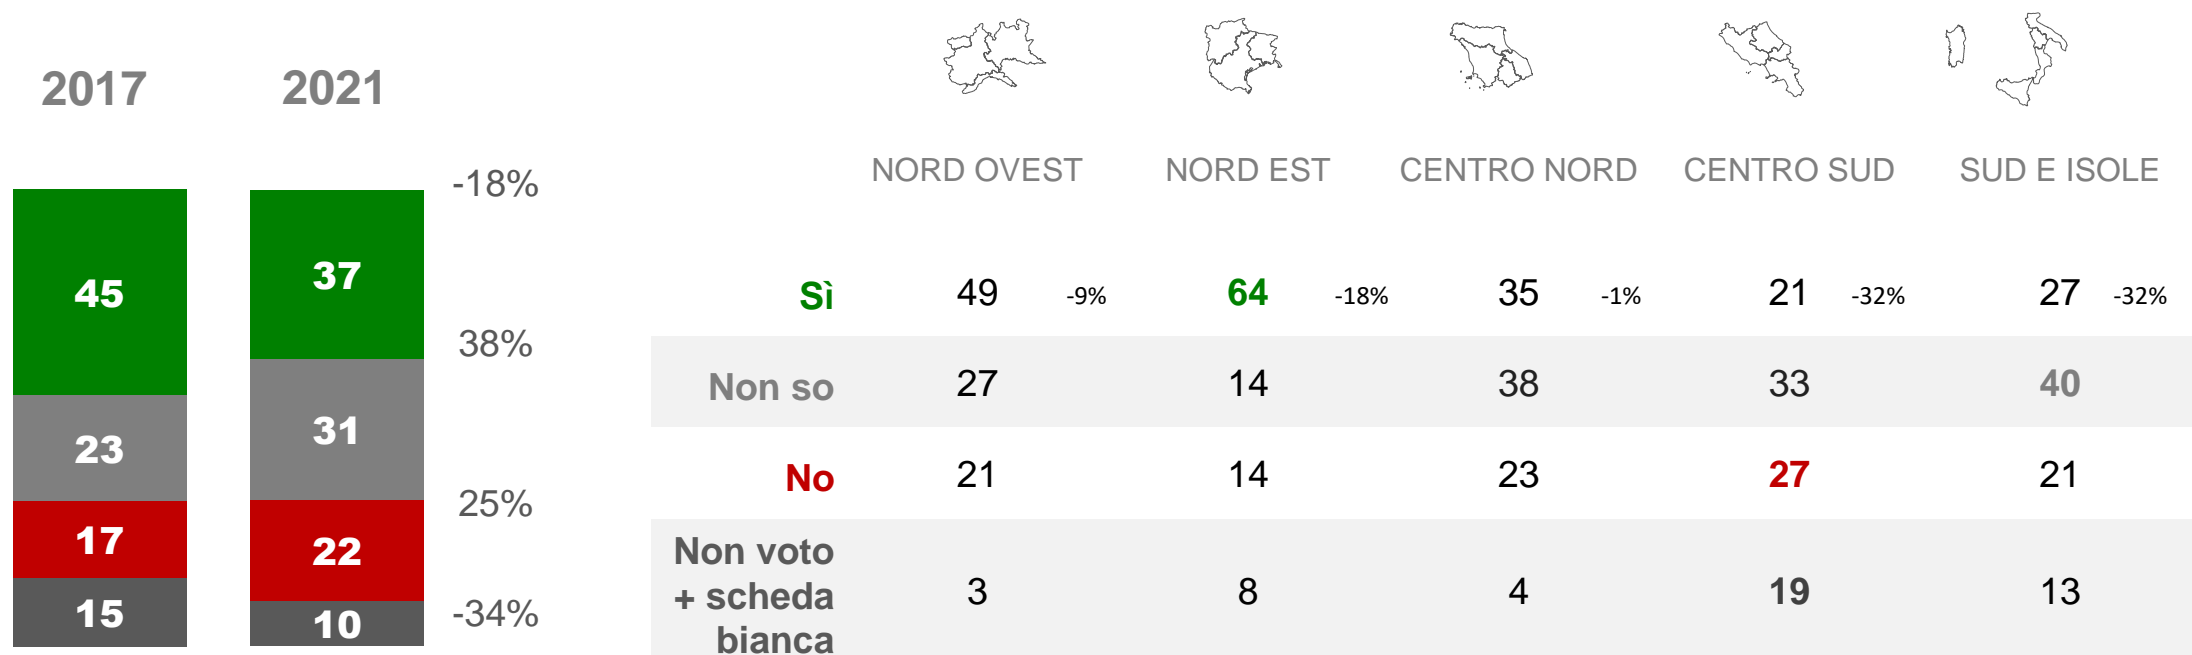 2017
2021
45
23
17
15
37
31
22
10
-18%
38%
25%
-34%
NORD OVEST NORD EST CENTRO NORD CENTRO SUD SUD E ISOLE
Sì 49 -9% 64 -18% 35 -1% 21 -32% 27 -32%
Non so 27 14 38 33 40
No 21 14 23 27 21
Non voto
+ scheda 3 8 4 19 13
bianca